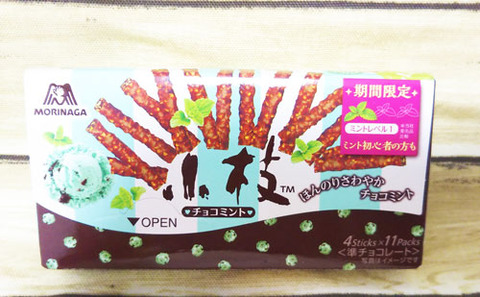 MORINAGA
期間限定
ミントレベル1
ミント初心者の方も
小枝™
チョコミント
ほんのりさわやか
チョコミント
▼OPEN
4Sticks×11Packs
<準チョコレート>
写真はイメージです